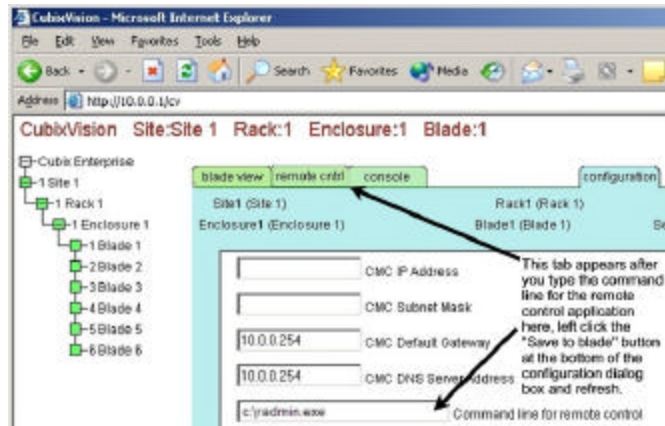 CubixVision - Microsoft Internet Explorer
File Edit View Favorites Tools Help
Back Search Favorites Media
Address http://10.0.0.1/cv
CubixVision Site:Site 1 Rack:1 Enclosure:1 Blade:1
Cubix Enterprise
1 Site 1
1 Rack 1
1 Enclosure 1
1 Blade 1
2 Blade 2
3 Blade 3
4 Blade 4
5 Blade 5
6 Blade 6
blade view remote cntrl console configuration
Site1 (Site 1) Rack1 (Rack 1)
Enclosure1 (Enclosure 1) Blade1 (Blade 1) Se
CMC IP Address
CMC Subnet Mask
10.0.0.254 CMC Default Gateway
10.0.0.254 CMC DNS Server Address
c:\radmin.exe Command line for remote control
This tab appears after
you type the command
line for the remote
control application
here, left click the
"Save to blade" button
at the bottom of the
configuration dialog
box and refresh.